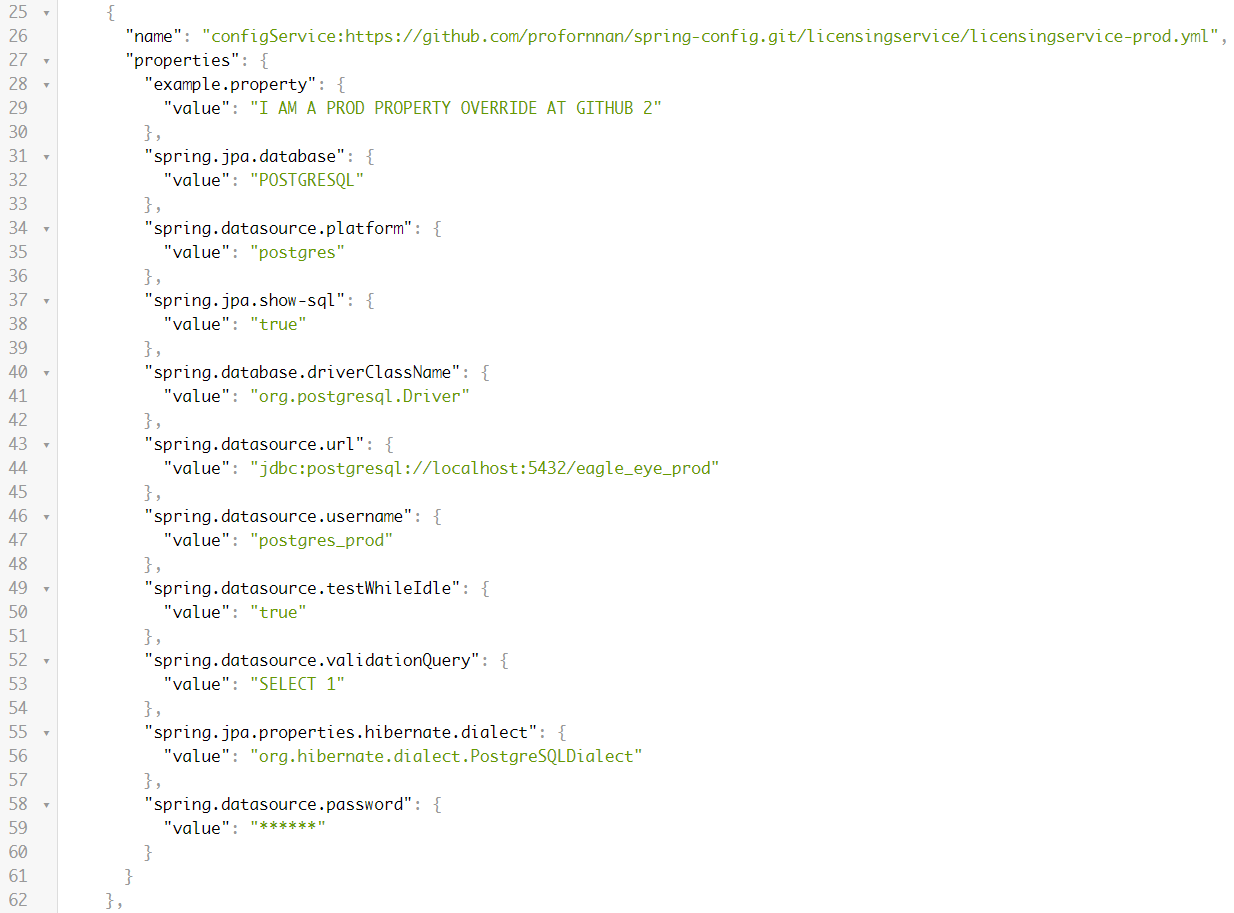 25 {
26 "name": "configService:https://github.com/profornnan/spring-config.git/licensingservice/licensingservice-prod.yml",
27 "properties": {
28 "example.property": {
29 "value": "I AM A PROD PROPERTY OVERRIDE AT GITHUB 2"
30 },
31 "spring.jpa.database": {
32 "value": "POSTGRESQL"
33 },
34 "spring.datasource.platform": {
35 "value": "postgres"
36 },
37 "spring.jpa.show-sql": {
38 "value": "true"
39 },
40 "spring.database.driverClassName": {
41 "value": "org.postgresql.Driver"
42 },
43 "spring.datasource.url": {
44 "value": "jdbc:postgresql://localhost:5432/eagle_eye_prod"
45 },
46 "spring.datasource.username": {
47 "value": "postgres_prod"
48 },
49 "spring.datasource.testWhileIdle": {
50 "value": "true"
51 },
52 "spring.datasource.validationQuery": {
53 "value": "SELECT 1"
54 },
55 "spring.jpa.properties.hibernate.dialect": {
56 "value": "org.hibernate.dialect.PostgreSQLDialect"
57 },
58 "spring.datasource.password": {
59 "value": "******"
60 }
61 }
62 },